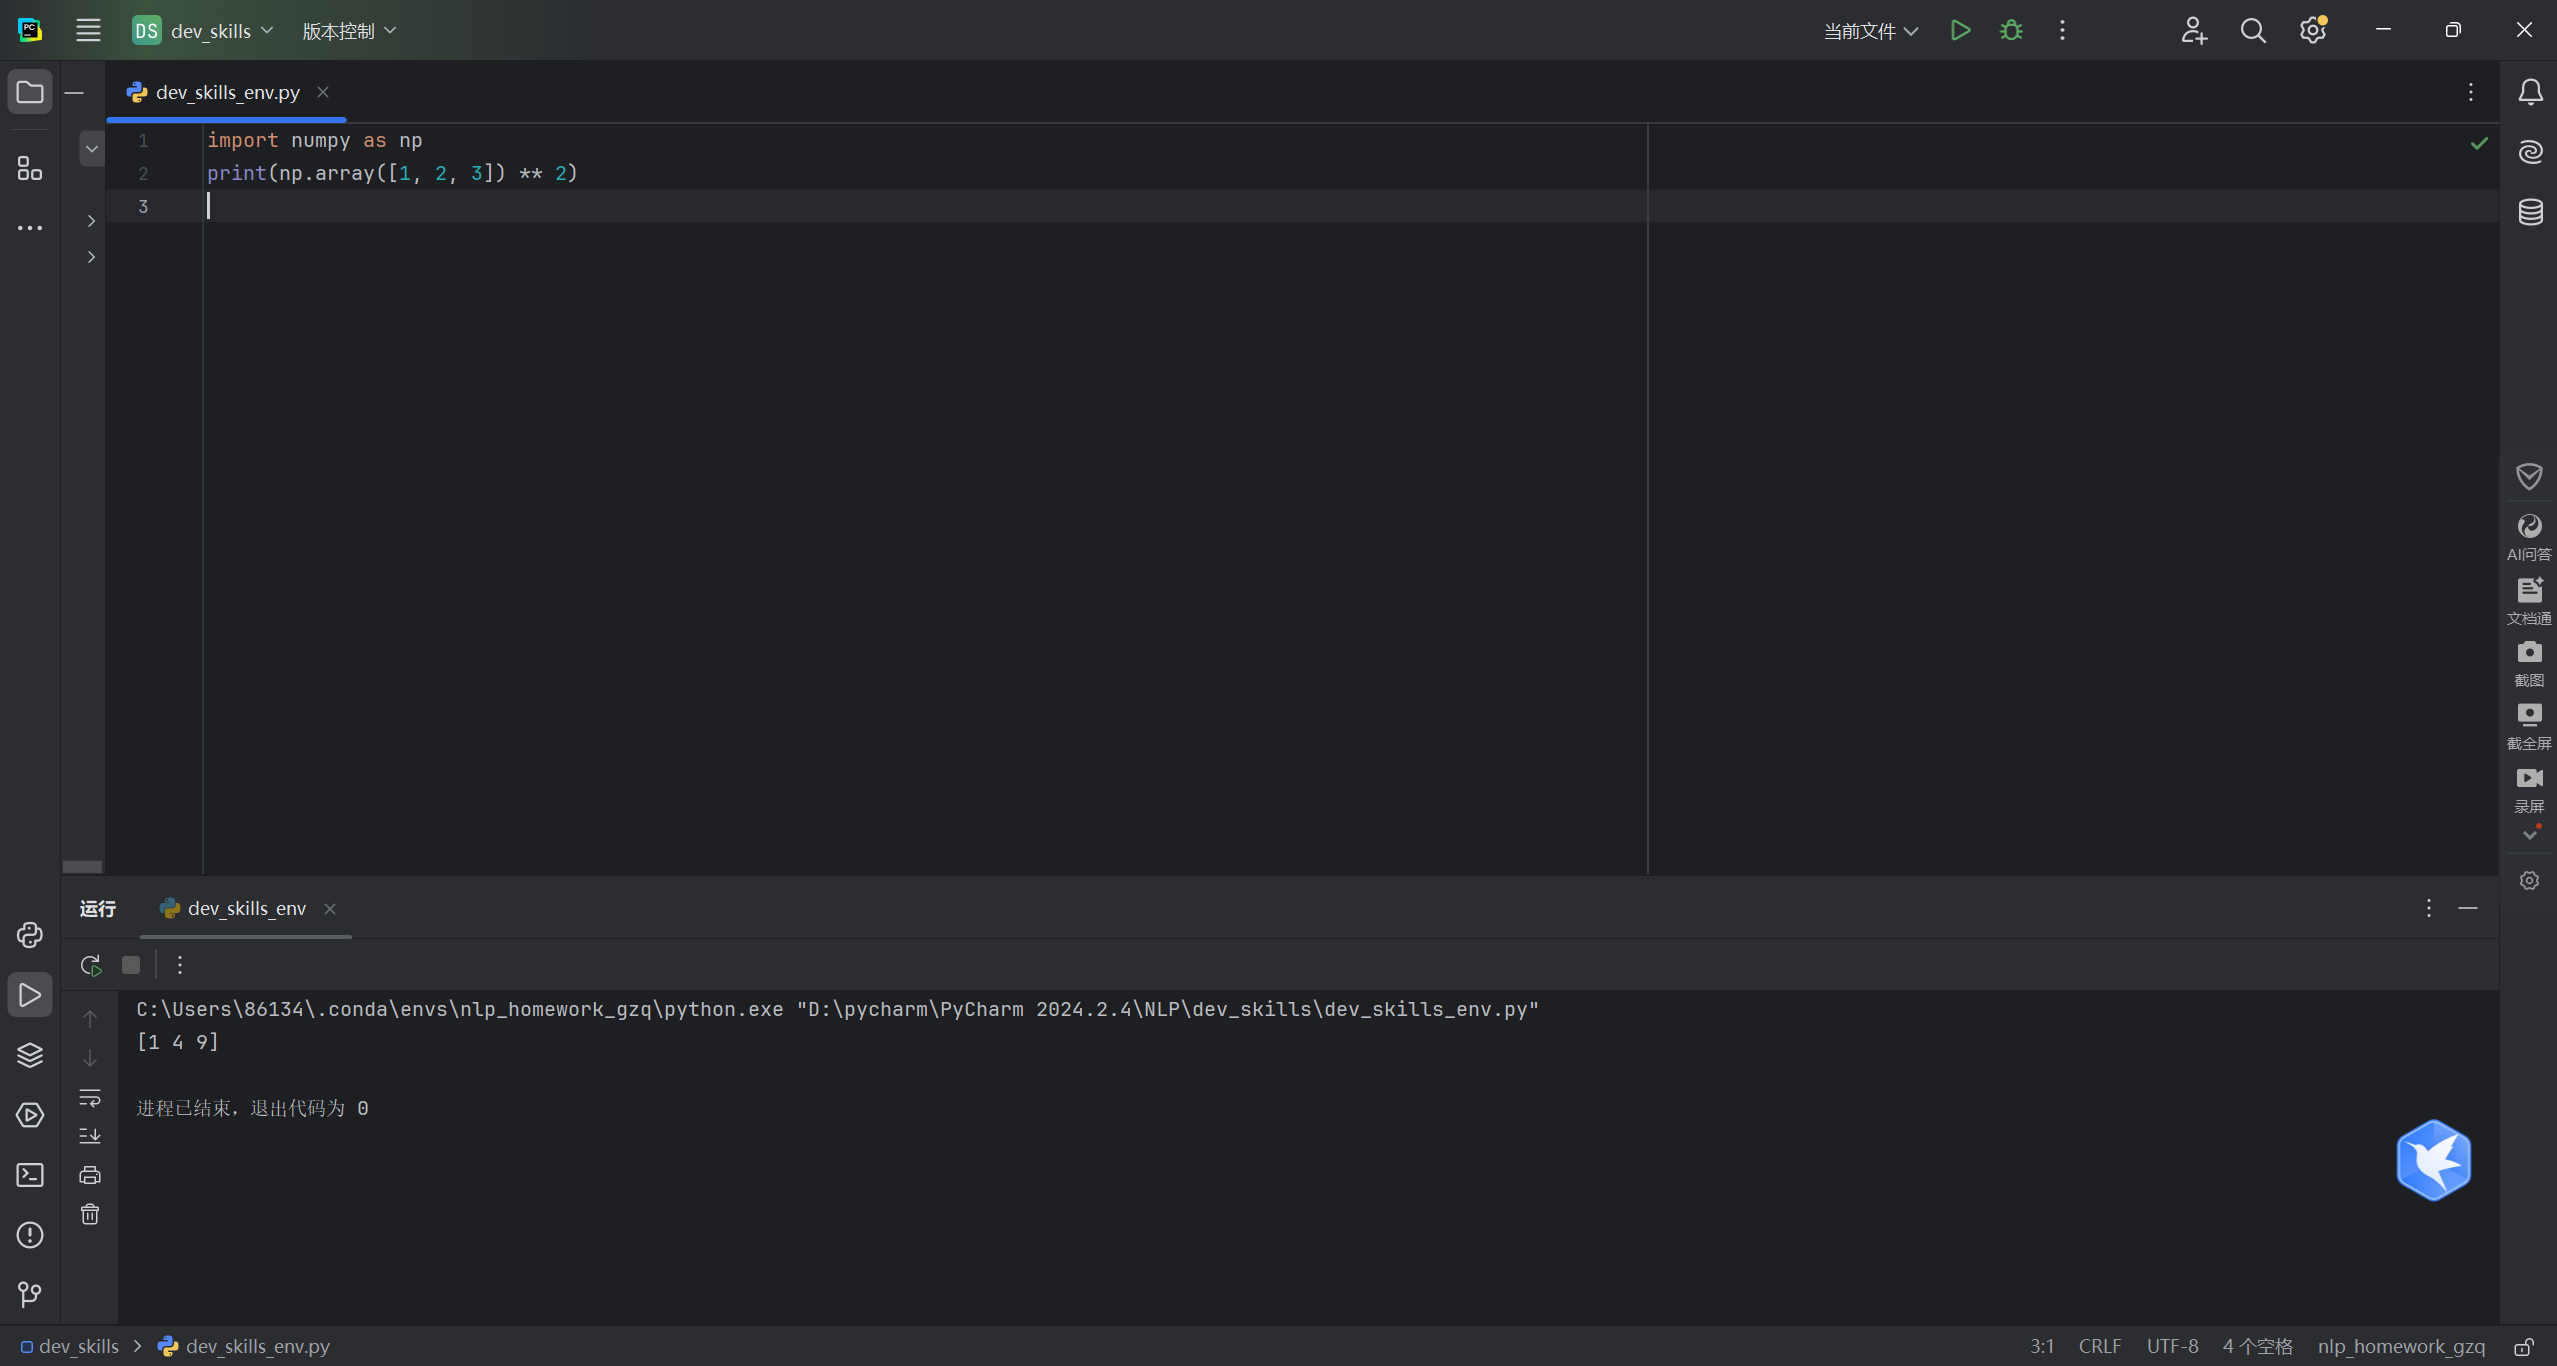 PC
DS dev_skills 版本控制 当前文件
dev_skills_env.py
1 import numpy as np
2 print(np.array([1, 2, 3]) ** 2)
3
AI问答
文档通
截图
截全屏
录屏
运行 dev_skills_env
C:\Users\86134\.conda\envs\nlp_homework_gzq\python.exe "D:\pycharm\PyCharm 2024.2.4\NLP\dev_skills\dev_skills_env.py"
[1 4 9]
进程已结束，退出代码为 0
dev_skills > dev_skills_env.py 3:1 CRLF UTF-8 4 个空格 nlp_homework_gzq